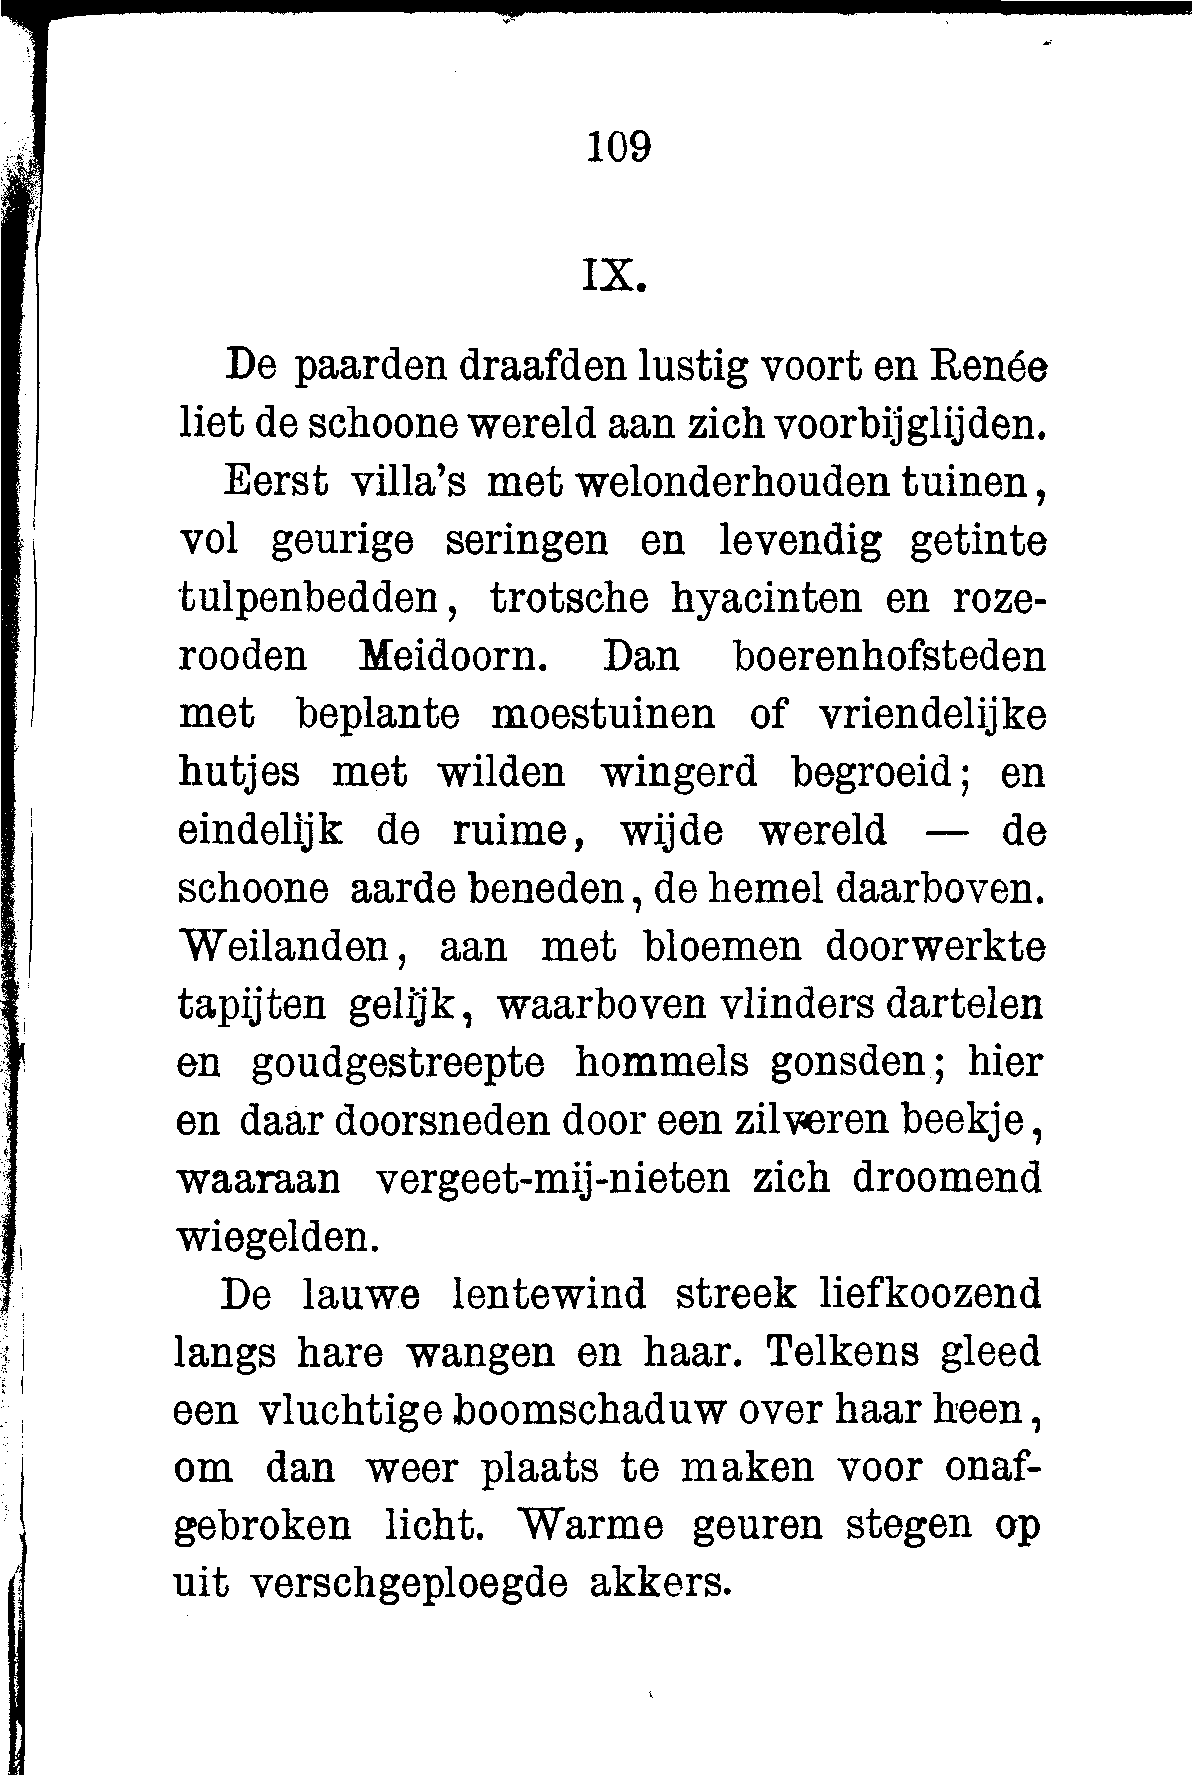 109
IX.
De paarden draafden lustig voort en Renée
liet de schoone wereld aan zich voorbijglijden.
Eerst villa's met welonderhouden tuinen,
vol geurige seringen en levendig getinte
tulpenbedden, trotsche hyacinten en roze-
rooden Meidoorn. Dan boerenhofsteden
met beplante moestuinen of vriendelijke
hutjes met wilden wingerd begroeid; en
eindelijk de ruime, wijde wereld — de
schoone aarde beneden, de hemel daarboven.
Weilanden, aan met bloemen doorwerkte
tapijten gelijk, waarboven vlinders dartelen
en goudgestreepte hommels gonsden; hier
en daar doorsneden door een zilveren beekje,
waaraan vergeet-mij-nieten zich droomend
wiegelden.
De lauwe lentewind streek liefkoozend
langs hare wangen en haar. Telkens gleed
een vluchtige boomschaduw over haar heen,
om dan weer plaats te maken voor onaf-
gebroken licht. Warme geuren stegen op
uit verschgeploegde akkers.